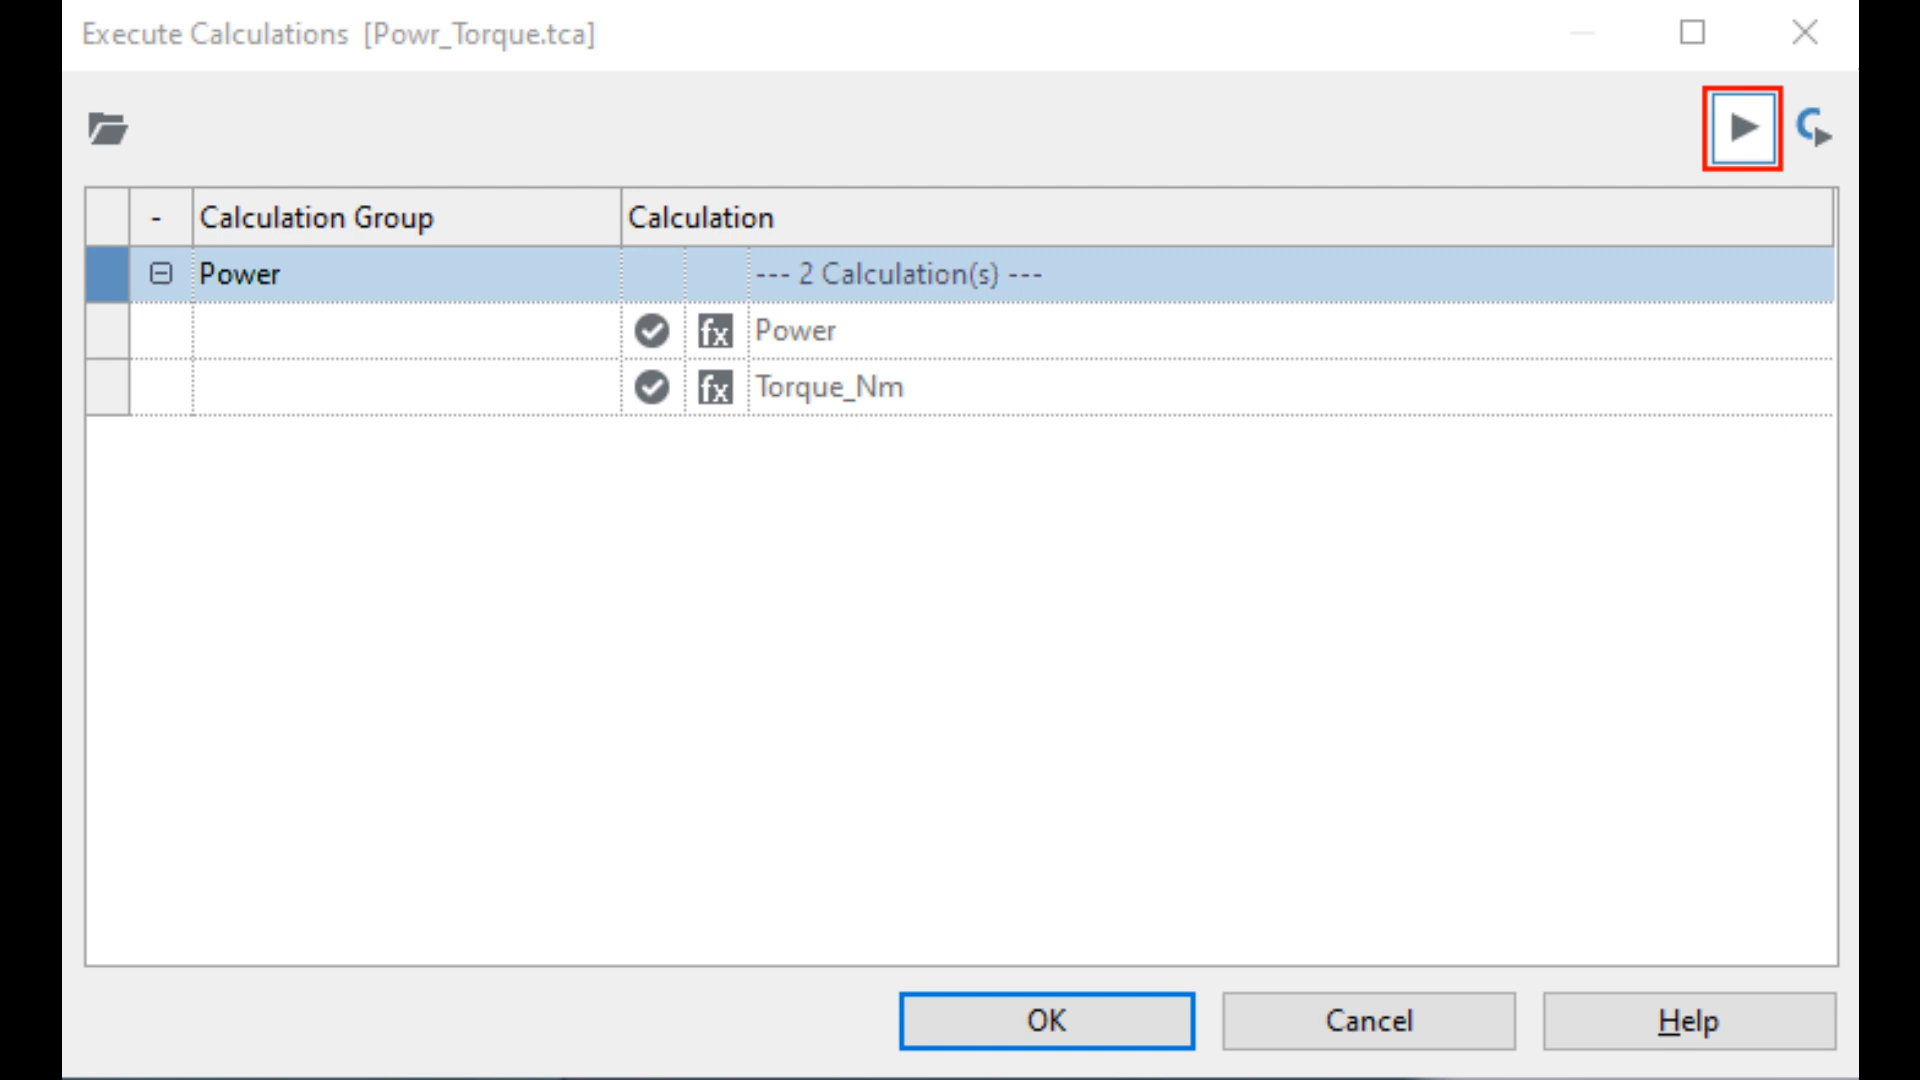 Execute Calculations [Powr_Torque.tca]
- Calculation Group Calculation
Power --- 2 Calculation(s) ---
fx Power
fx Torque_Nm
OK Cancel Help